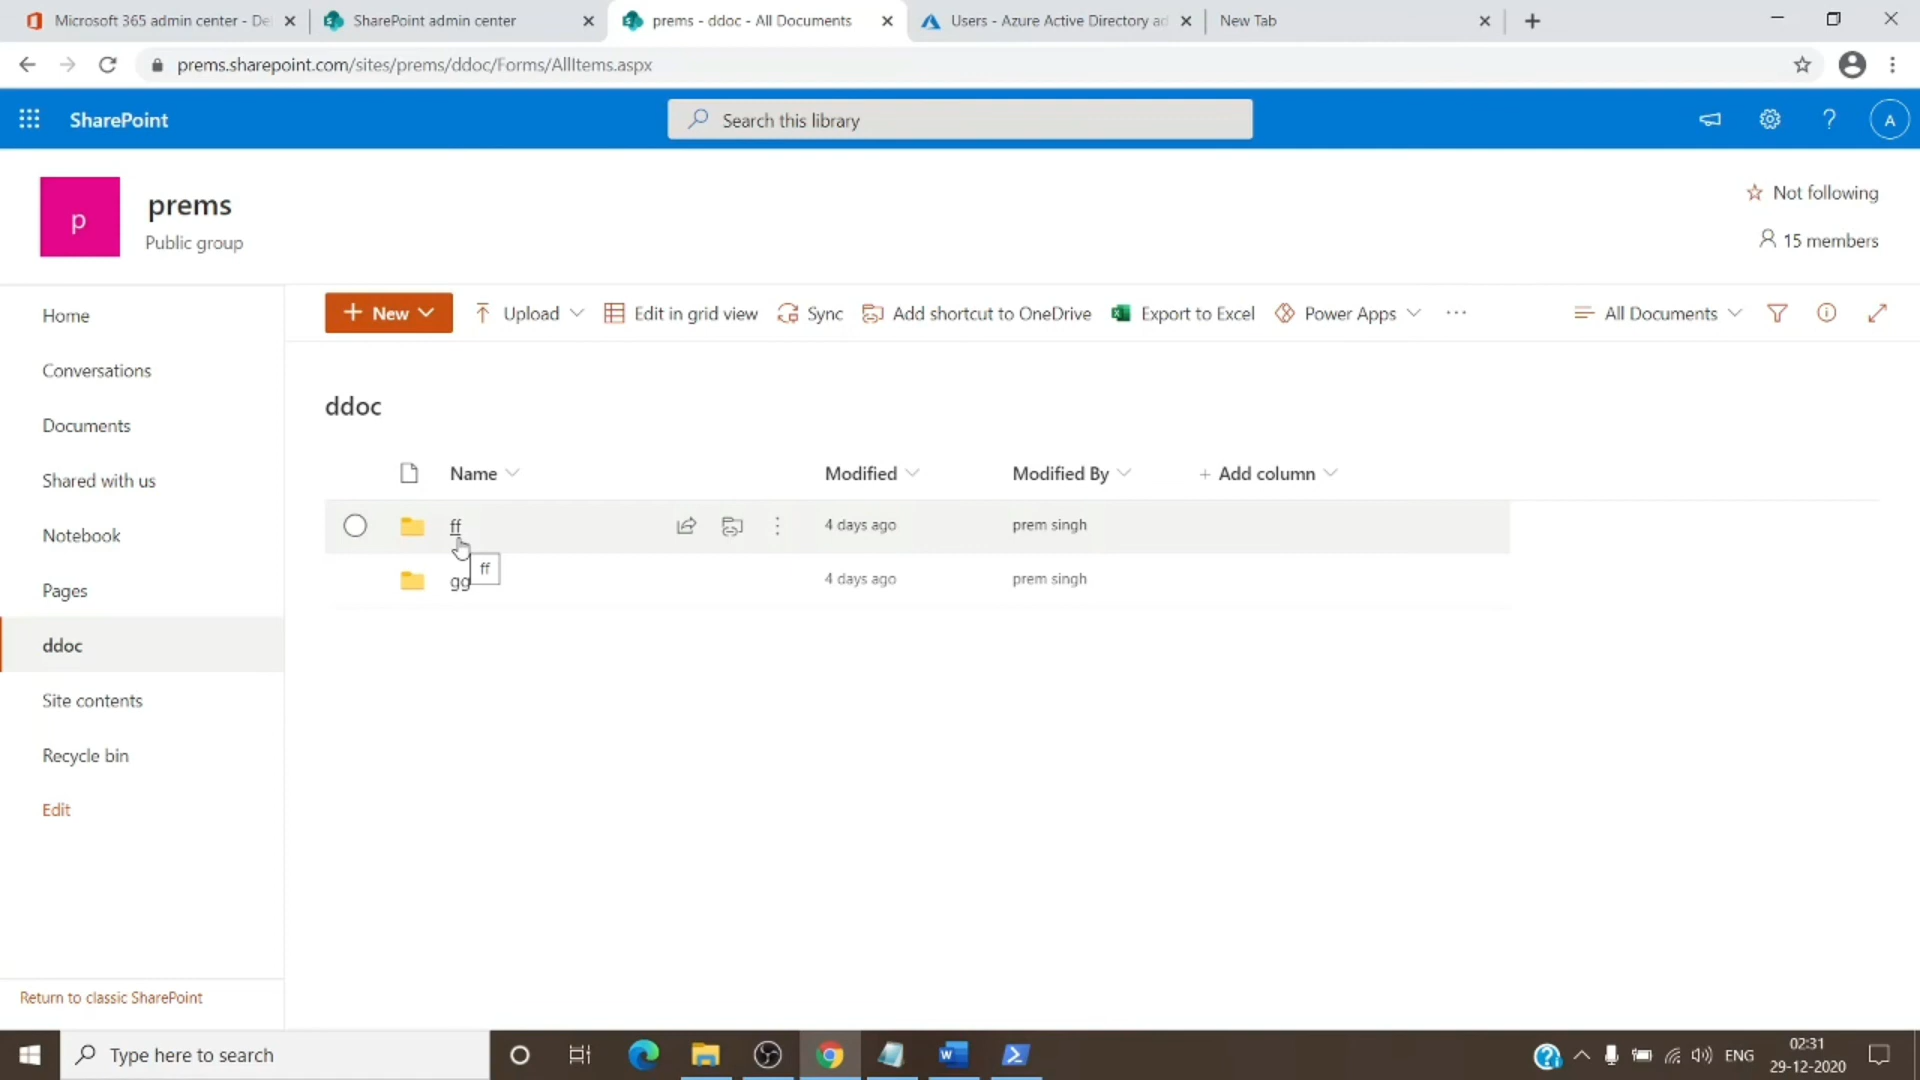 Microsoft 365 admin center - De
SharePoint admin center
prems - ddoc - All Documents
Users - Azure Active Directory ad
New Tab
prems.sharepoint.com/sites/prems/ddoc/Forms/AllItems.aspx
SharePoint
Search this library
A
p
prems
Public group
Not following
15 members
Home
Conversations
Documents
Shared with us
Notebook
Pages
ddoc
Site contents
Recycle bin
Edit
Return to classic SharePoint
+ New
Upload
Edit in grid view
Sync
Add shortcut to OneDrive
Export to Excel
Power Apps
...
All Documents
ddoc
Name
Modified
Modified By
+ Add column
ff
4 days ago
prem singh
ff
gg
4 days ago
prem singh
Type here to search
ENG
02:31
29-12-2020